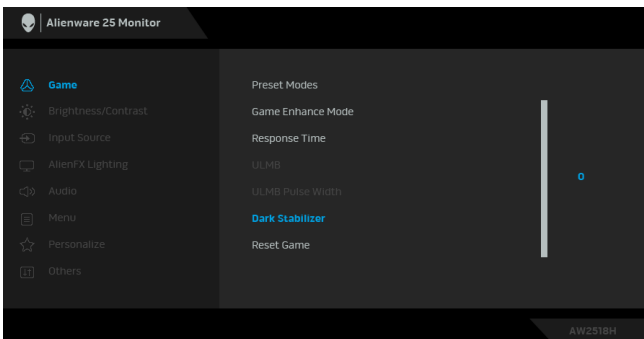 Alienware 25 Monitor
Game
Brightness/Contrast
Input Source
AlienFX Lighting
Audio
Menu
Personalize
Others
Preset Modes
Game Enhance Mode
Response Time
ULMB
ULMB Pulse Width
Dark Stabilizer
Reset Game
0
AW2518H